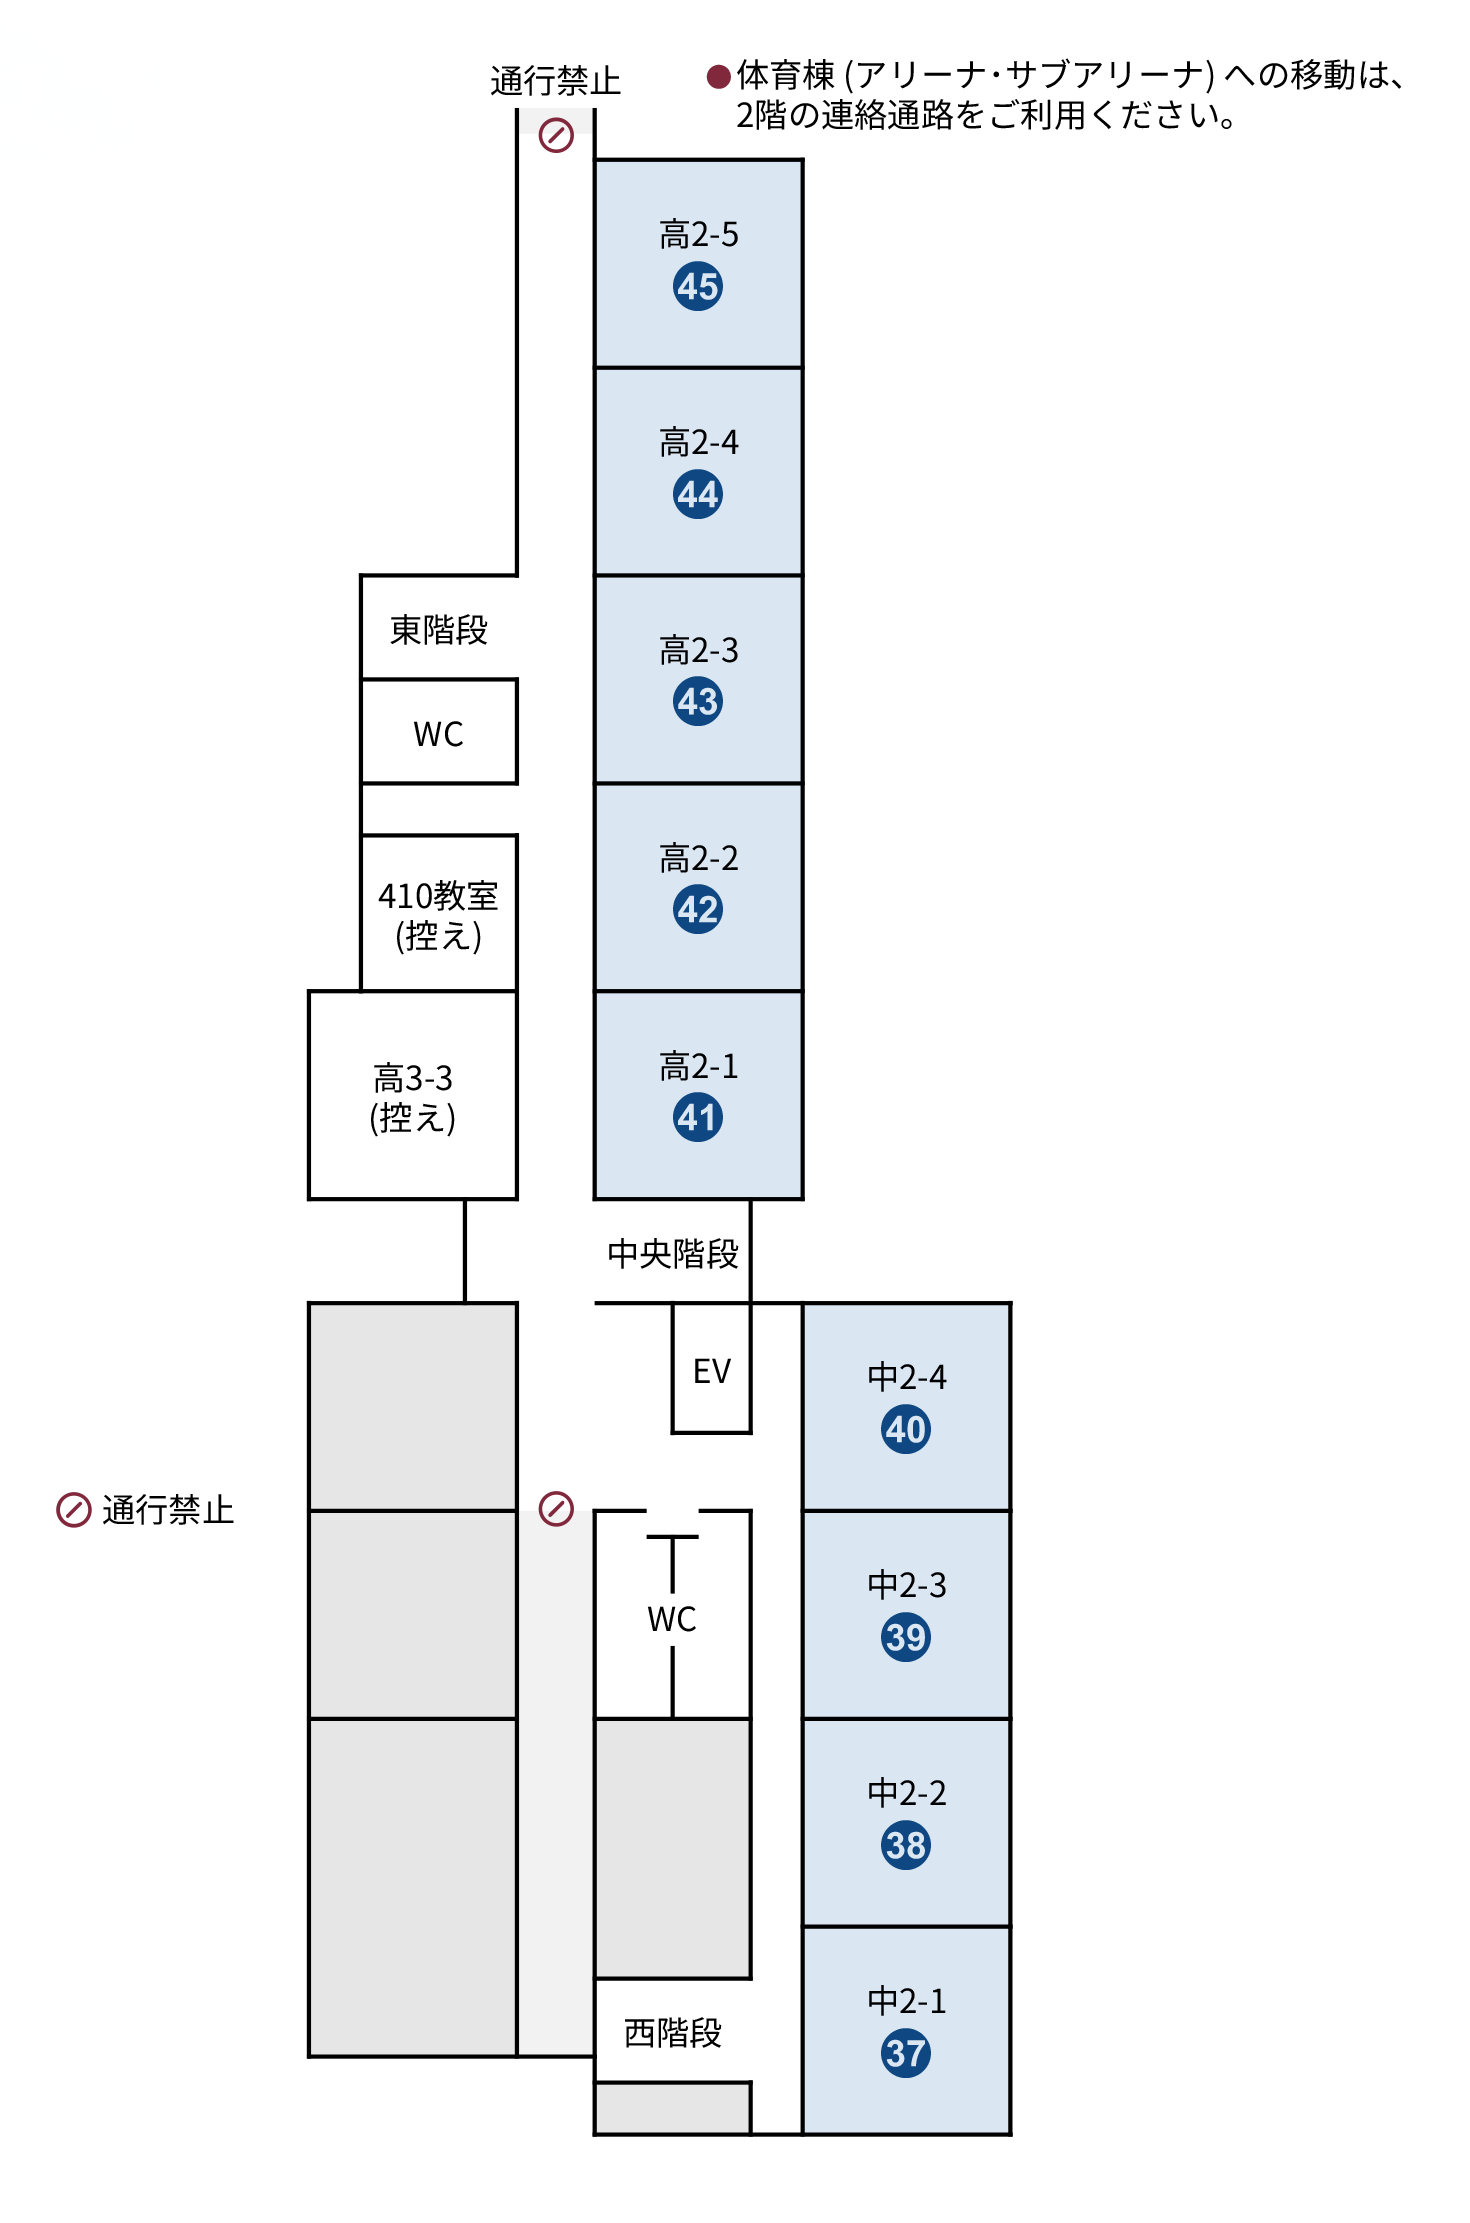 通行禁止
●体育棟 (アリーナ・サブアリーナ) への移動は、
2階の連絡通路をご利用ください。
高2-5
45
高2-4
44
東階段
高2-3
43
WC
高2-2
42
410教室
(控え)
高3-3
(控え)
高2-1
41
中央階段
EV
中2-4
40
通行禁止
中2-3
39
WC
中2-2
38
中2-1
37
西階段